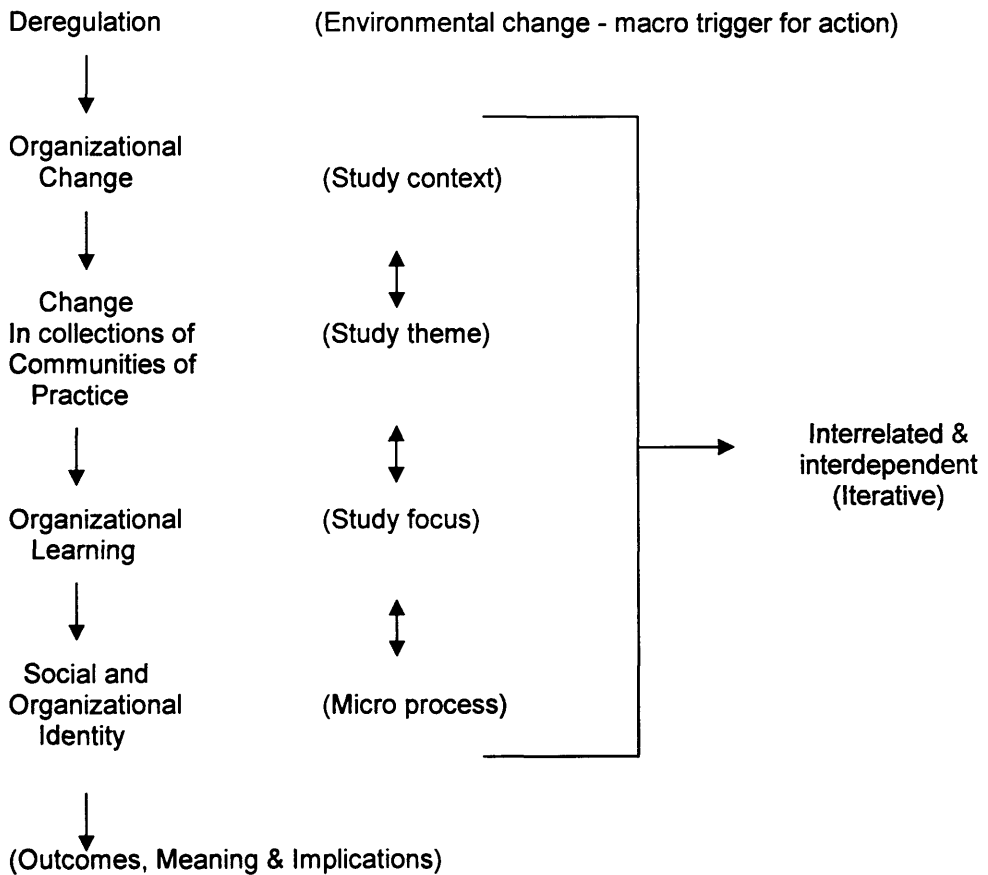 Deregulation (Environmental change - macro trigger for action)
Organizational
Change (Study context)
Change
In collections of (Study theme)
Communities of
Practice
Interrelated &
interdependent
(Iterative)
Organizational (Study focus)
Learning
Social and
Organizational (Micro process)
Identity
(Outcomes, Meaning & Implications)